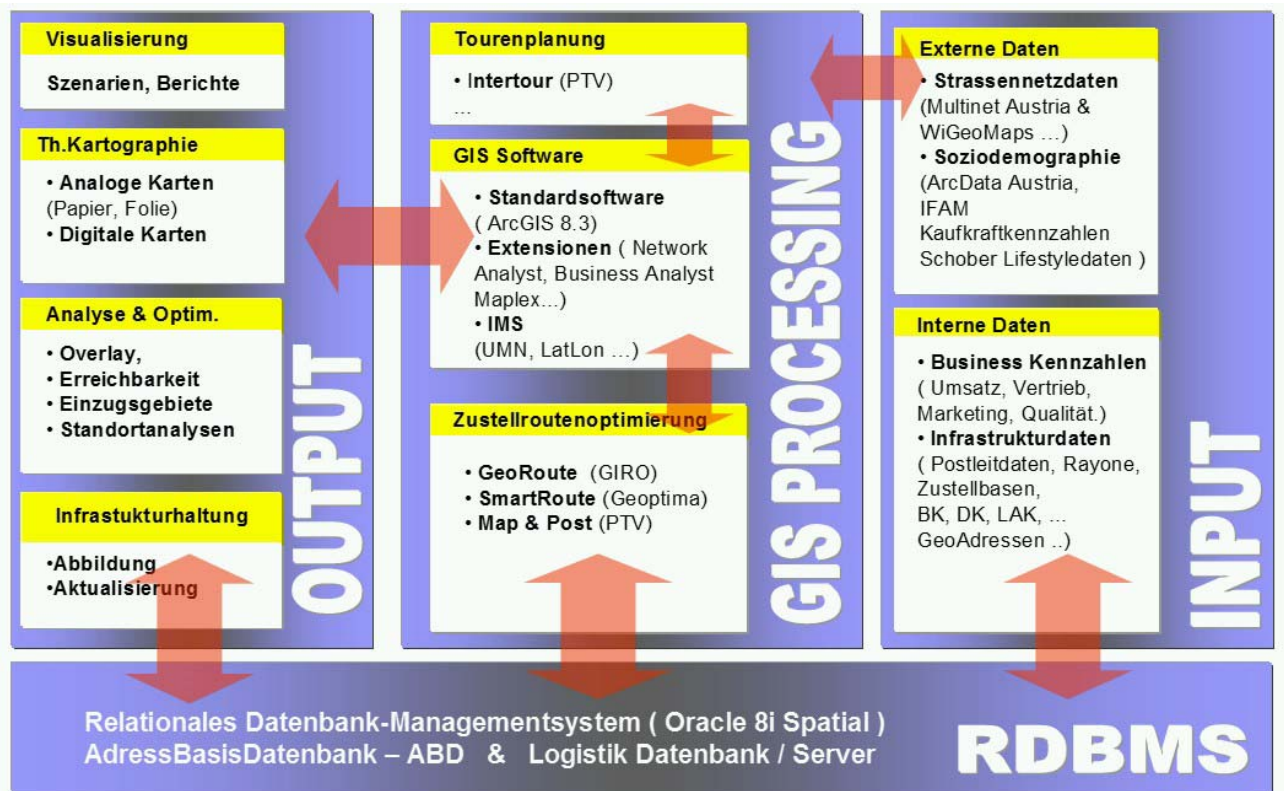 Visualisierung
Szenarien, Berichte
Th.Kartographie
• Analoge Karten
(Papier, Folie)
• Digitale Karten
Analyse & Optim.
• Overlay,
• Erreichbarkeit
• Einzugsgebiete
• Standortanalysen
Infrastukturhaltung
•Abbildung
•Aktualisierung
OUTPUT
Tourenplanung
• Intertour (PTV)
...
GIS Software
• Standardsoftware
( ArcGIS 8.3)
• Extensionen ( Network
Analyst, Business Analyst
Maplex...)
• IMS
(UMN, LatLon ...)
Zustellroutenoptimierung
• GeoRoute (GIRO)
• SmartRoute (Geoptima)
• Map & Post (PTV)
GIS PROCESSING
Externe Daten
• Strassennetzdaten
(Multinet Austria &
WiGeoMaps ...)
• Soziodemographie
(ArcData Austria,
IFAM
Kaufkraftkennzahlen
Schober Lifestyledaten )
Interne Daten
• Business Kennzahlen
( Umsatz, Vertrieb,
Marketing, Qualität.)
• Infrastrukturdaten
( Postleitdaten, Rayone,
Zustellbasen,
BK, DK, LAK, ...
GeoAdressen ..)
INPUT
Relationales Datenbank-Managementsystem ( Oracle 8i Spatial )
AdressBasisDatenbank – ABD & Logistik Datenbank / Server
RDBMS